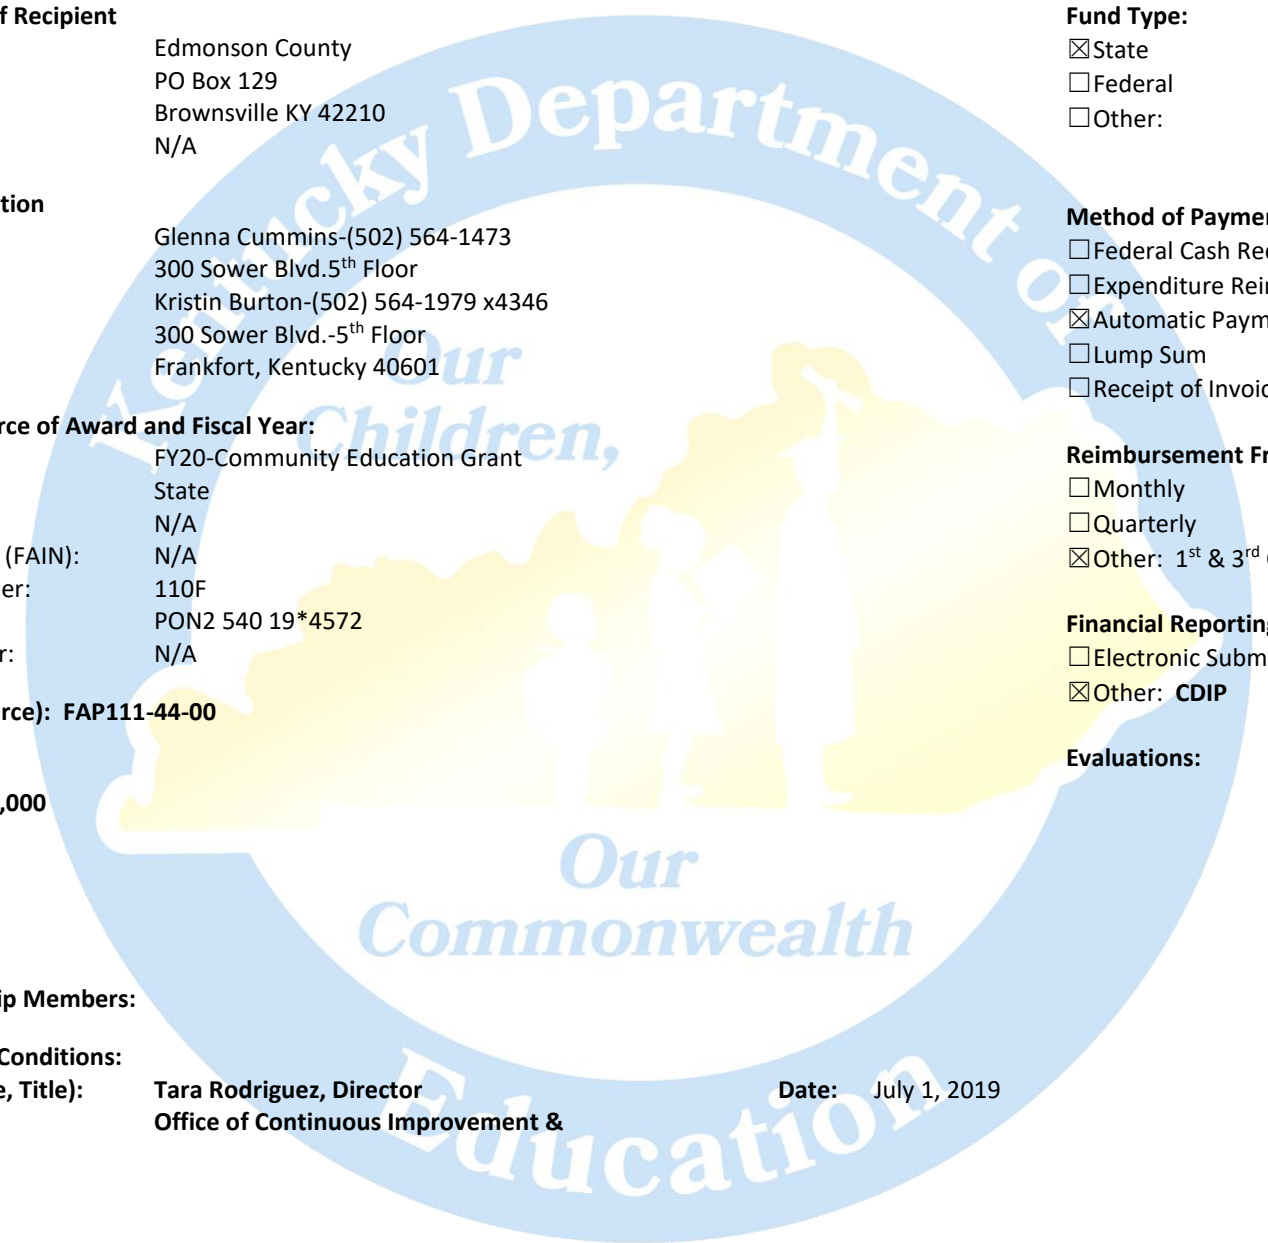 f Recipient
Edmonson County
PO Box 129
Brownsville KY 42210
N/A
tion
Glenna Cummins-(502) 564-1473
300 Sower Blvd.5th Floor
Kristin Burton-(502) 564-1979 x4346
300 Sower Blvd.-5th Floor
Frankfort, Kentucky 40601
rce of Award and Fiscal Year:
FY20-Community Education Grant
State
N/A
(FAIN): N/A
er: 110F
PON2 540 19*4572
r: N/A
rce): FAP111-44-00
,000
ip Members:
Conditions:
e, Title): Tara Rodriguez, Director Date: July 1, 2019
Office of Continuous Improvement &
Fund Type:
☒State
☐Federal
☐Other:
Method of Payme
☐Federal Cash Re
☐Expenditure Rei
☒Automatic Paym
☐Lump Sum
☐Receipt of Invoi
Reimbursement Fr
☐Monthly
☐Quarterly
☒Other: 1st & 3rd
Financial Reporting
☐Electronic Subm
☒Other: CDIP
Evaluations:
Kentucky Department of
Education
Our
Children,
Our
Commonwealth